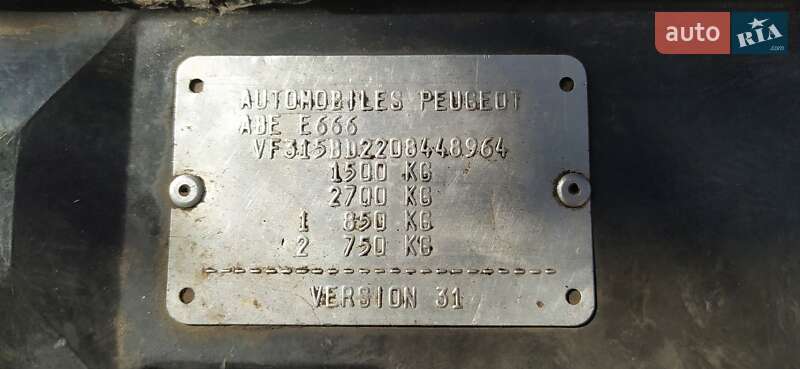 auto RIA .com
AUTOMOBILES PEUGEOT
ABE E666
VF315BD2208448964
1500 KG
2700 KG
1 850 KG
2 750 KG
VERSION 31